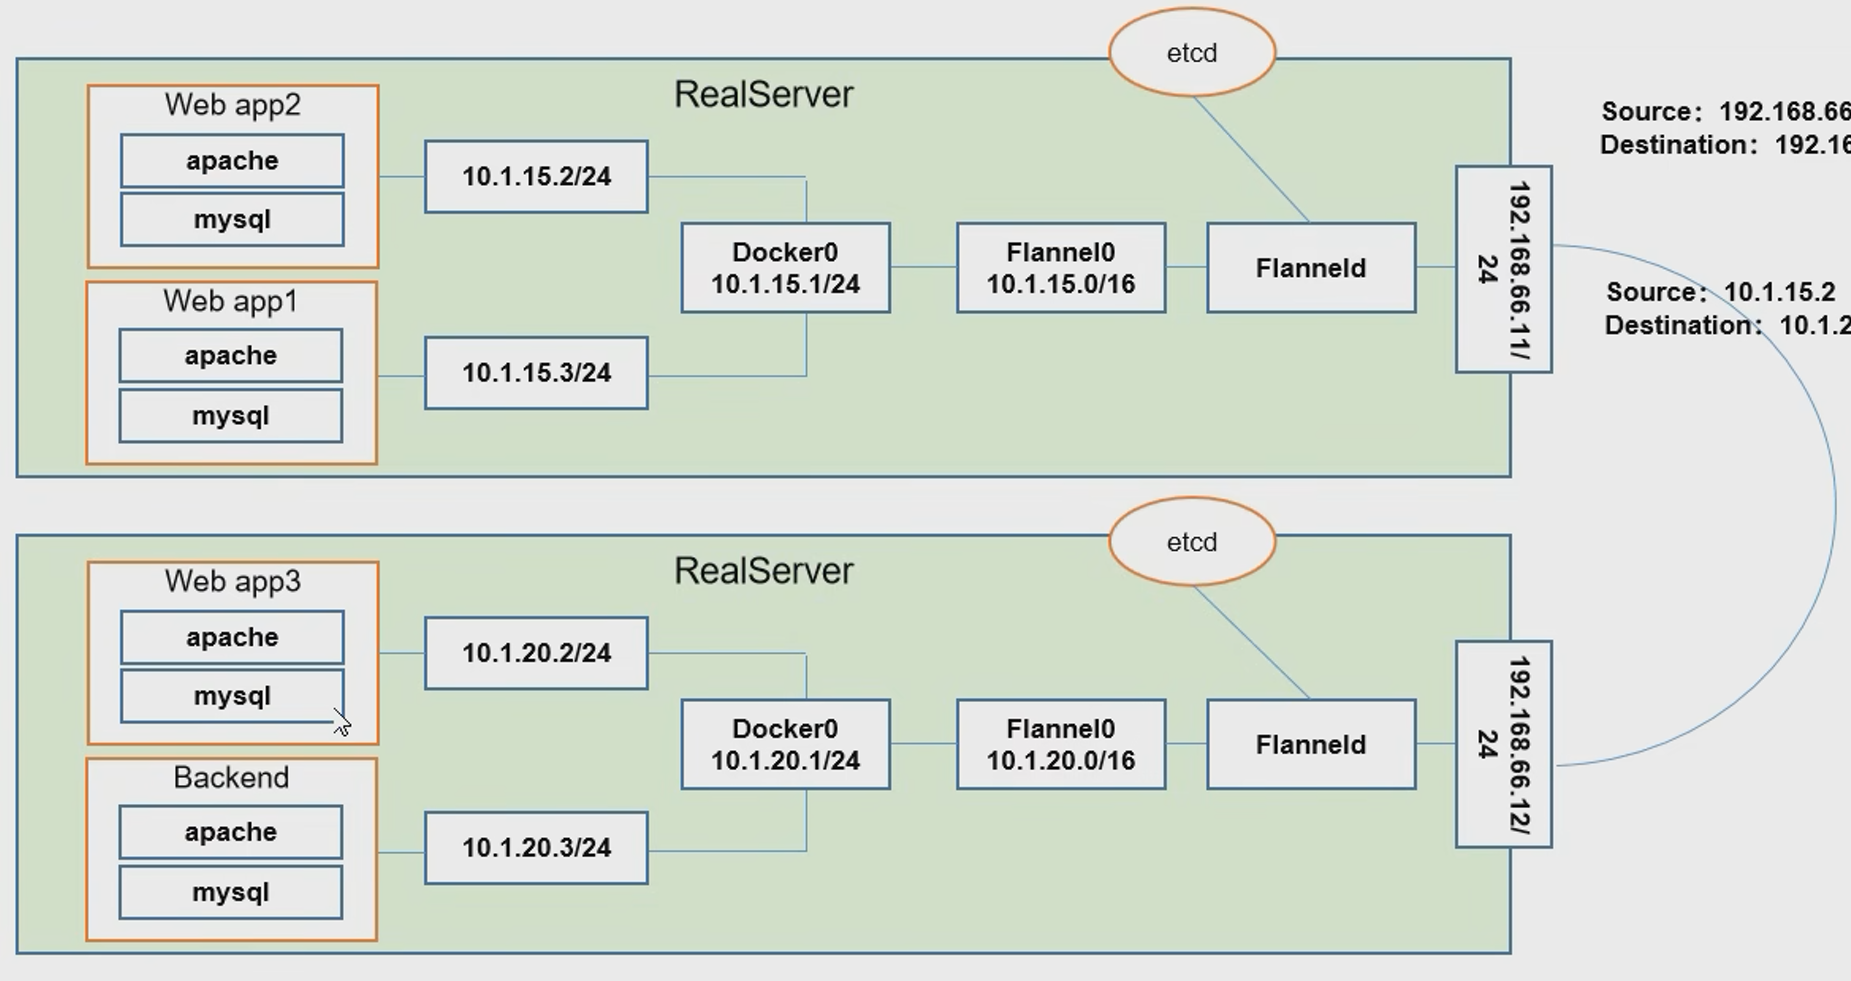 etcd
RealServer
Web app2
apache
mysql
10.1.15.2/24
Web app1
apache
mysql
10.1.15.3/24
Docker0
10.1.15.1/24
Flannel0
10.1.15.0/16
Flanneld
192.168.66.11/
24
Source：192.168.66
Destination：192.16
Source：10.1.15.2
Destination：10.1.2
etcd
RealServer
Web app3
apache
mysql
10.1.20.2/24
Backend
apache
mysql
10.1.20.3/24
Docker0
10.1.20.1/24
Flannel0
10.1.20.0/16
Flanneld
192.168.66.12/
24